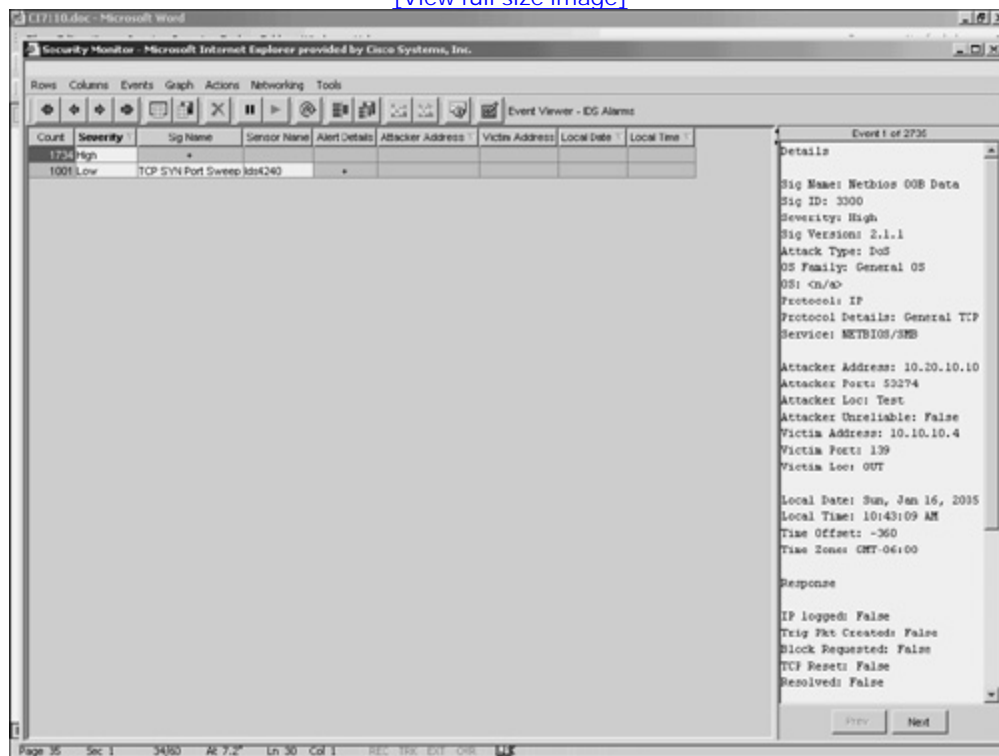 [View full size image]
CI7110.doc - Microsoft Word
Security Monitor - Microsoft Internet Explorer provided by Cisco Systems, Inc.
Rows Columns Events Graph Actions Networking Tools
Event Viewer - IDS Alarms
Count Severity Sig Name Sensor Name Alert Details Attacker Address Victim Address Local Date Local Time
1734 High +
1001 Low TCP SYN Port Sweep ids4240 +
Event 1 of 2735
Details
Sig Name: Netbios OOB Data
Sig ID: 3300
Severity: High
Sig Version: 2.1.1
Attack Type: DoS
OS Family: General OS
OS: <n/a>
Protocol: IP
Protocol Details: General TCP
Service: NETBIOS/SMB
Attacker Address: 10.20.10.10
Attacker Port: 53274
Attacker Loc: Test
Attacker Unreliable: False
Victim Address: 10.10.10.4
Victim Port: 139
Victim Loc: OUT
Local Date: Sun, Jan 16, 2005
Local Time: 10:43:09 AM
Time Offset: -360
Time Zone: GMT-06:00
Response
IP logged: False
Trig Pkt Created: False
Block Requested: False
TCP Reset: False
Resolved: False
Prev Next
Page 35 Sec 1 34/60 At 7.2" Ln 30 Col 1 REC TRK EXT OVR